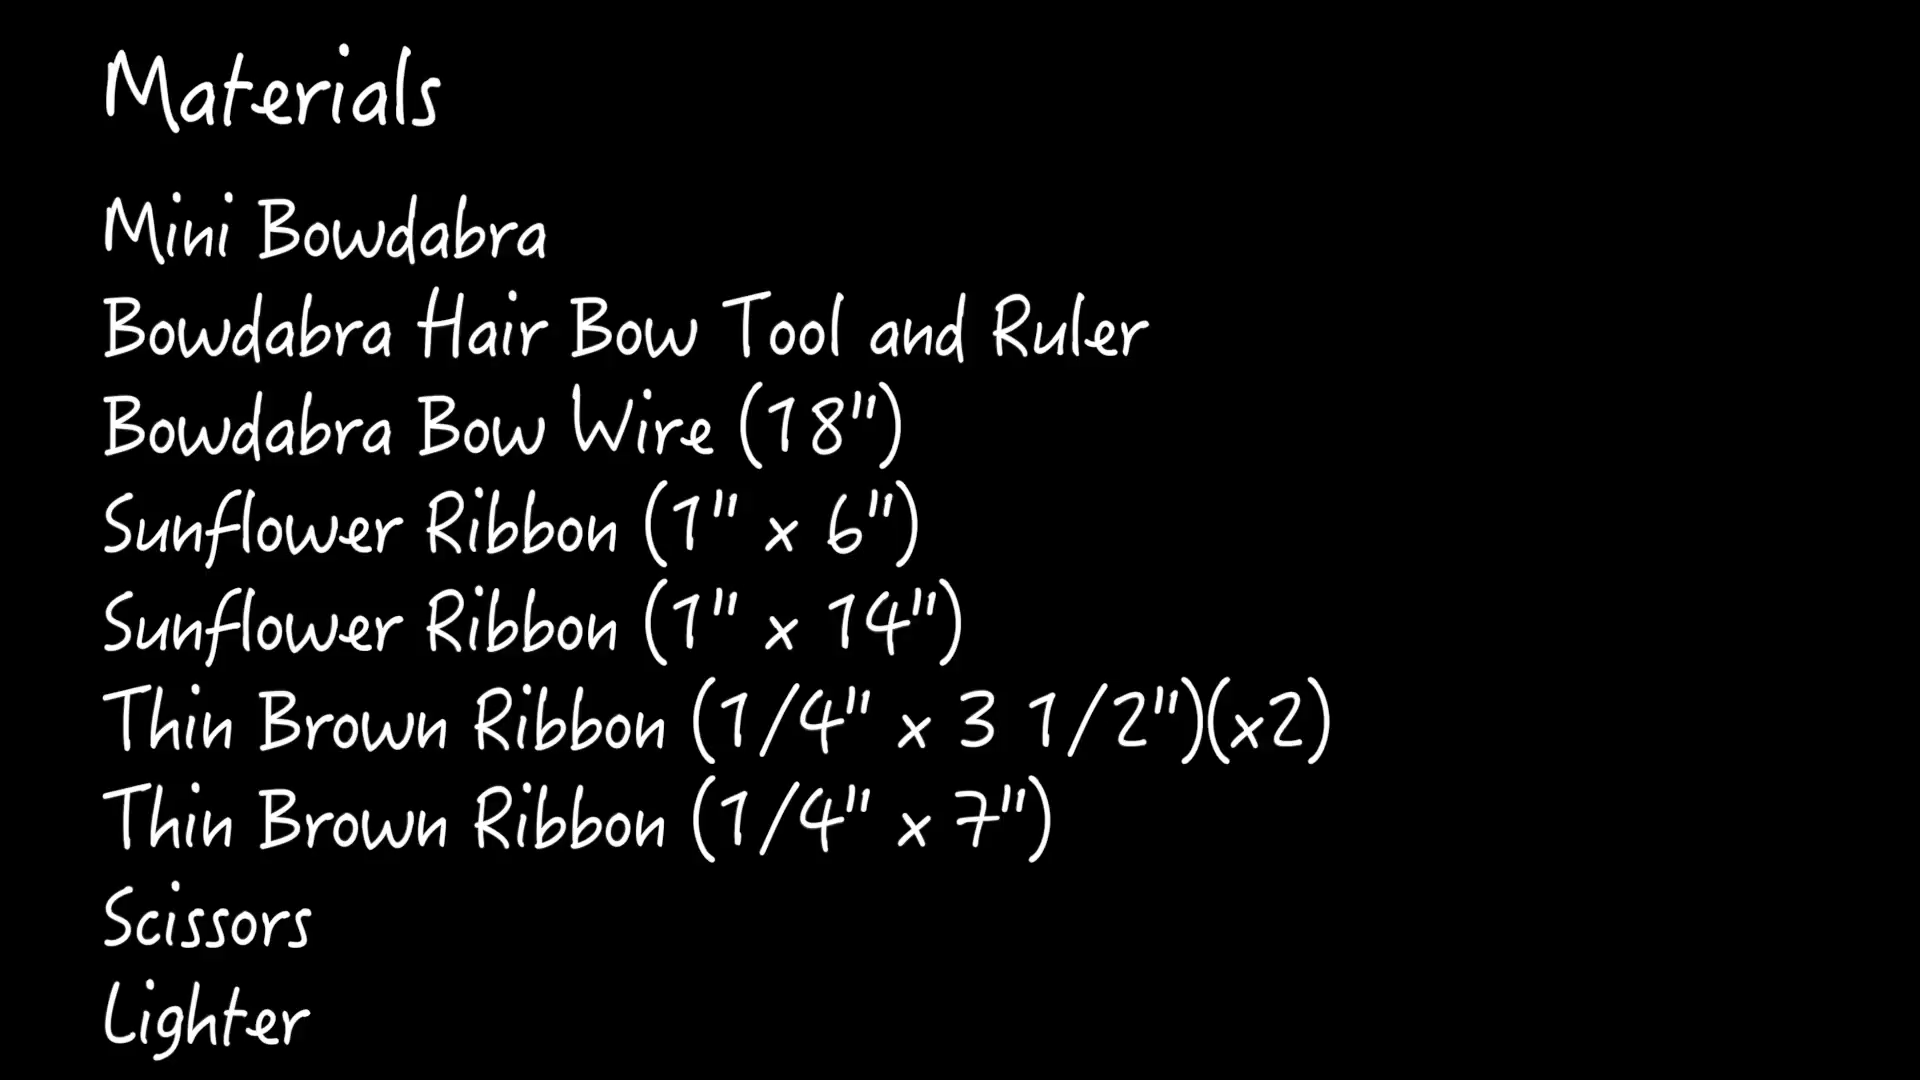 Materials
Mini Bowdabra
Bowdabra Hair Bow Tool and Ruler
Bowdabra Bow Wire (18")
Sunflower Ribbon (1" x 6")
Sunflower Ribbon (1" x 14")
Thin Brown Ribbon (1/4" x 3 1/2")(x2)
Thin Brown Ribbon (1/4" x 7")
Scissors
Lighter